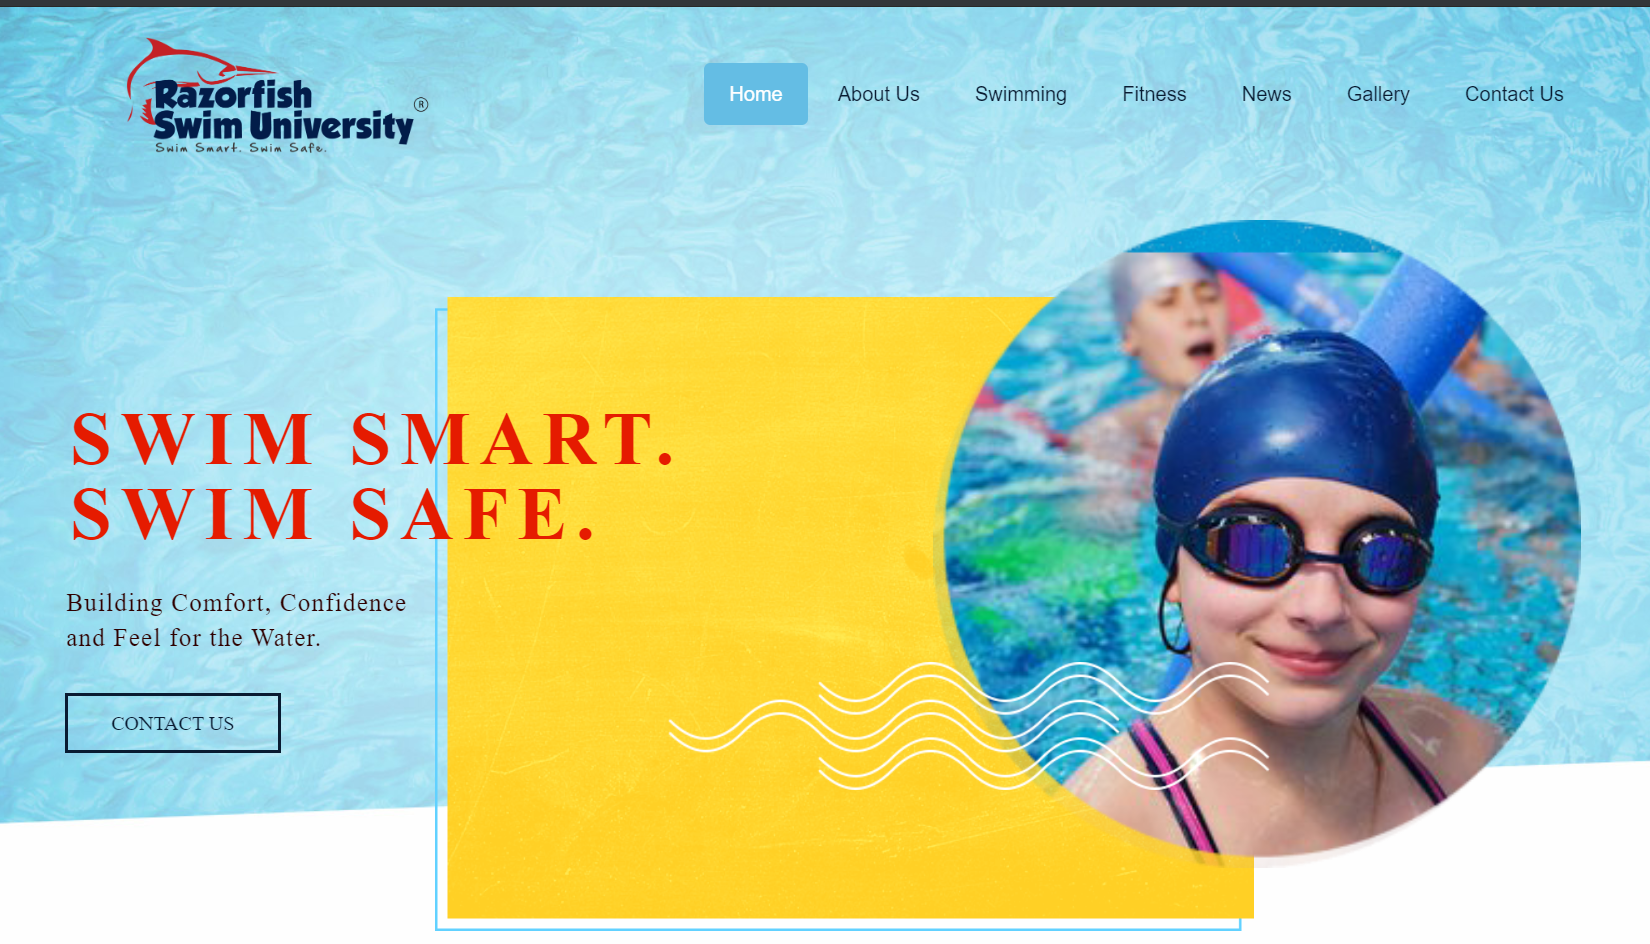 Razorfish
Swim University ®
Swim Smart. Swim Safe.
Home About Us Swimming Fitness News Gallery Contact Us
SWIM SMART.
SWIM SAFE.
Building Comfort, Confidence
and Feel for the Water.
CONTACT US